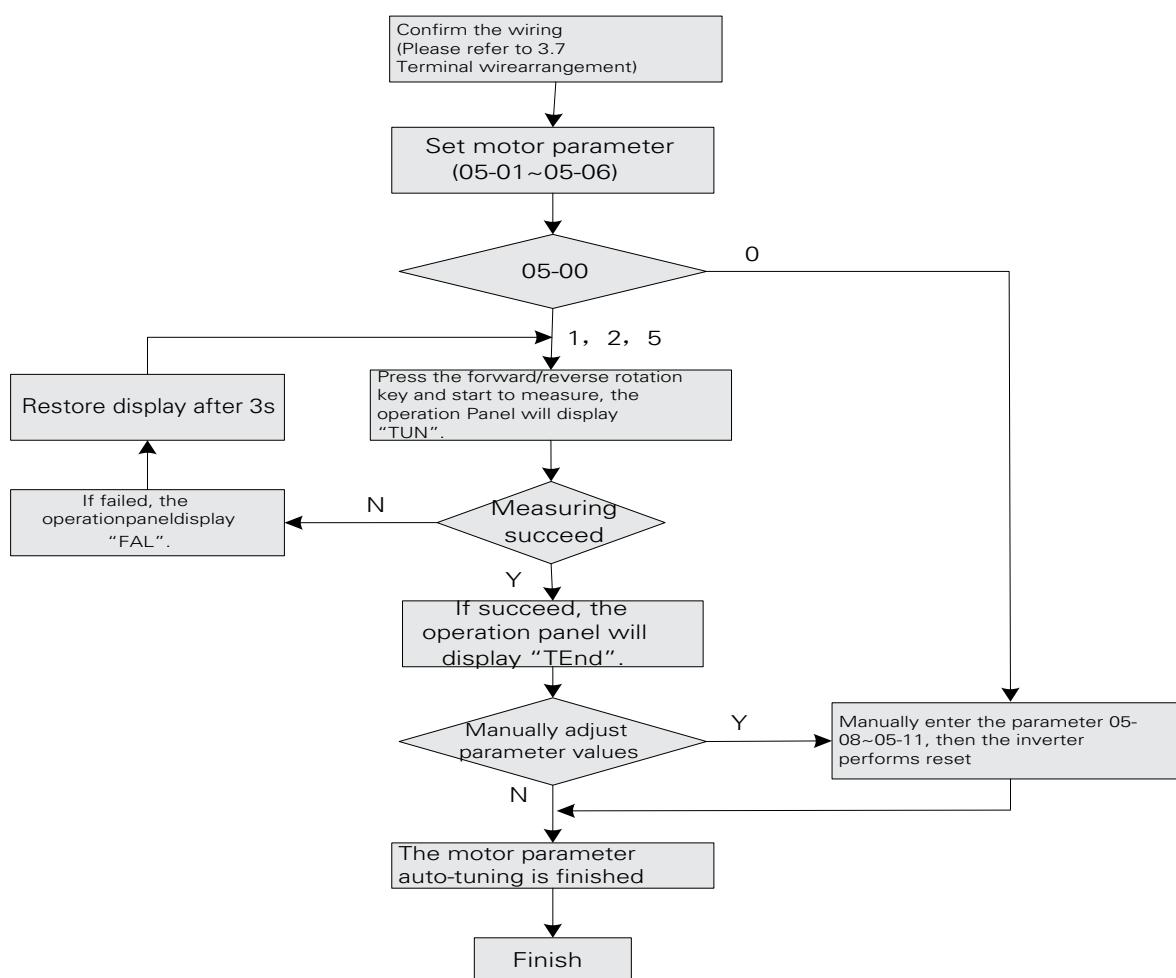 Confirm the wiring
(Please refer to 3.7
Terminal wirearrangement)
Set motor parameter
(05-01~05-06)
05-00
0
1, 2, 5
Press the forward/reverse rotation
key and start to measure, the
operation Panel will display
“TUN”.
Restore display after 3s
If failed, the
operationpaneldisplay
“FAL”.
N
Measuring
succeed
Y
If succeed, the
operation panel will
display “TEnd”.
Manually adjust
parameter values
Y
Manually enter the parameter 05-
08~05-11, then the inverter
performs reset
N
The motor parameter
auto-tuning is finished
Finish